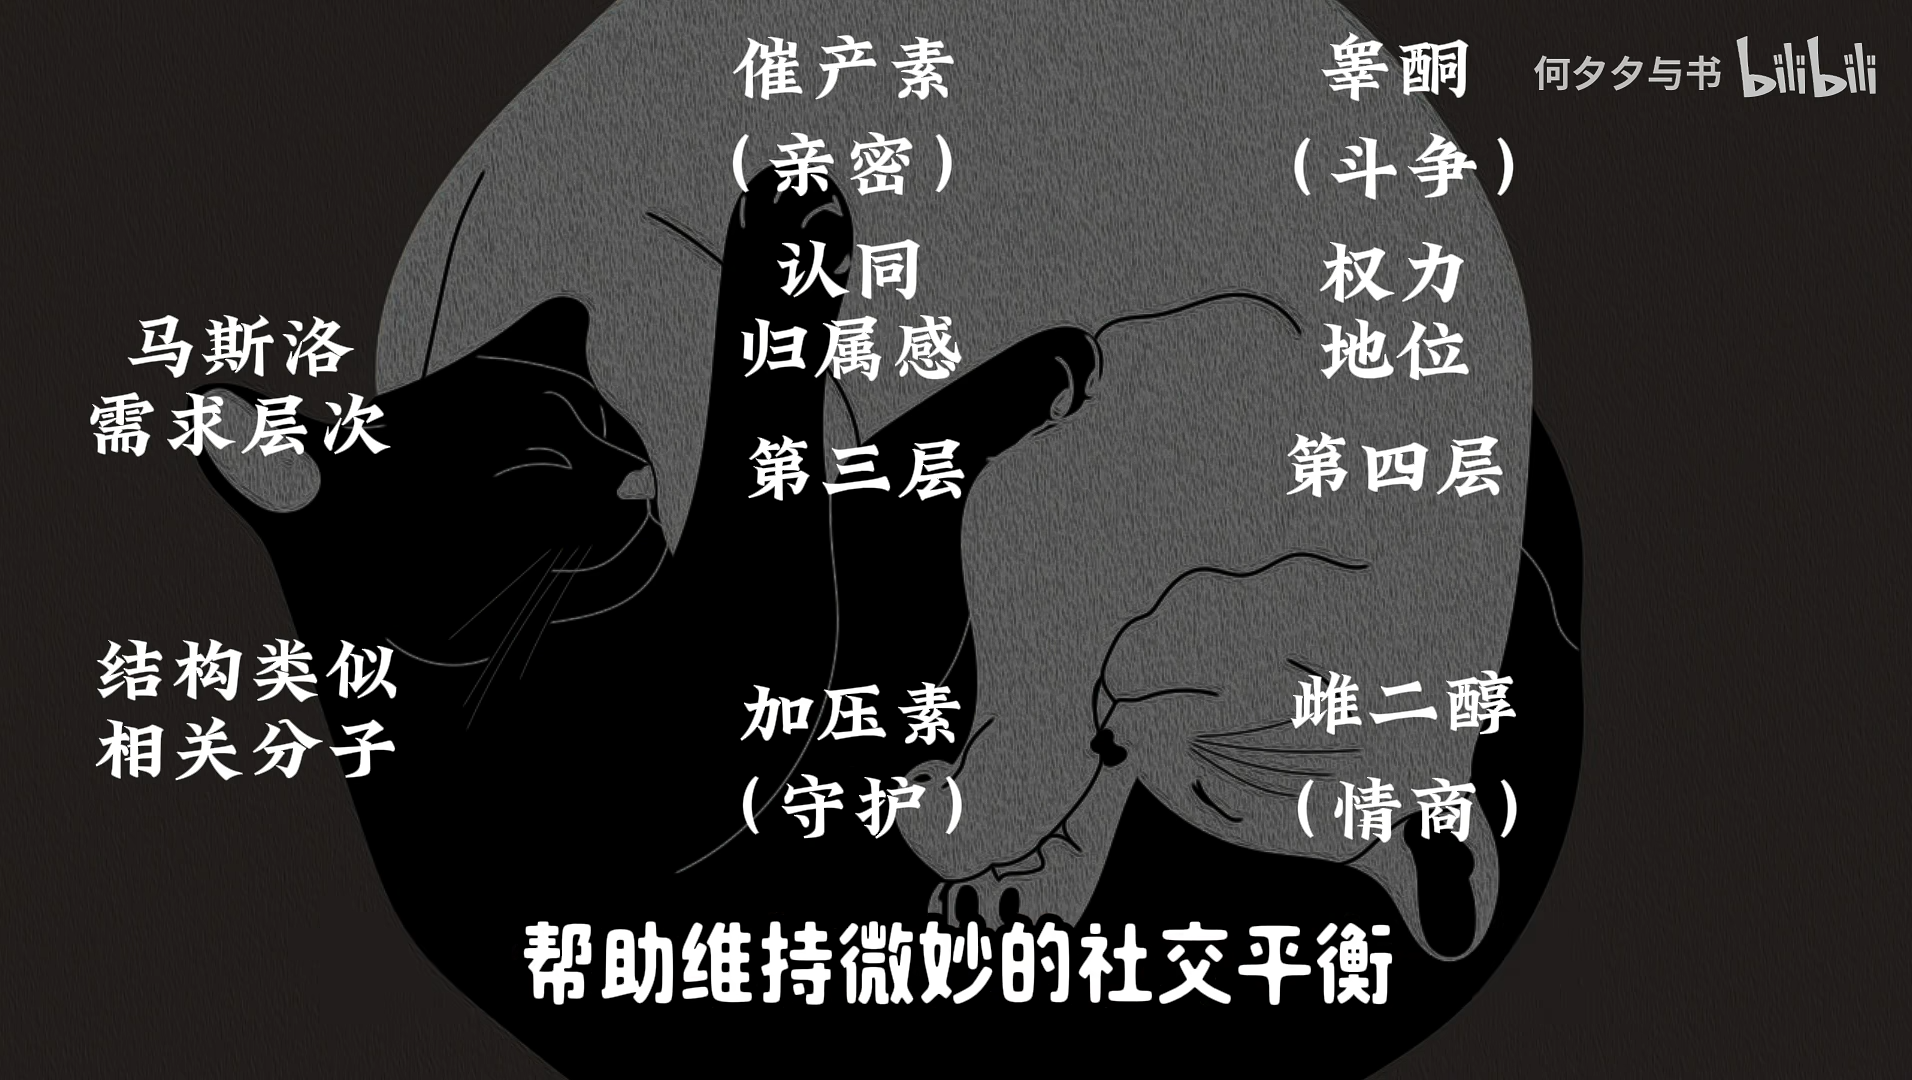 催产素
睾酮
何夕夕与书 bilibili
（亲密）
（斗争）
认同
归属感
权力
地位
马斯洛
需求层次
第三层
第四层
结构类似
相关分子
加压素
（守护）
雌二醇
（情商）
帮助维持微妙的社交平衡